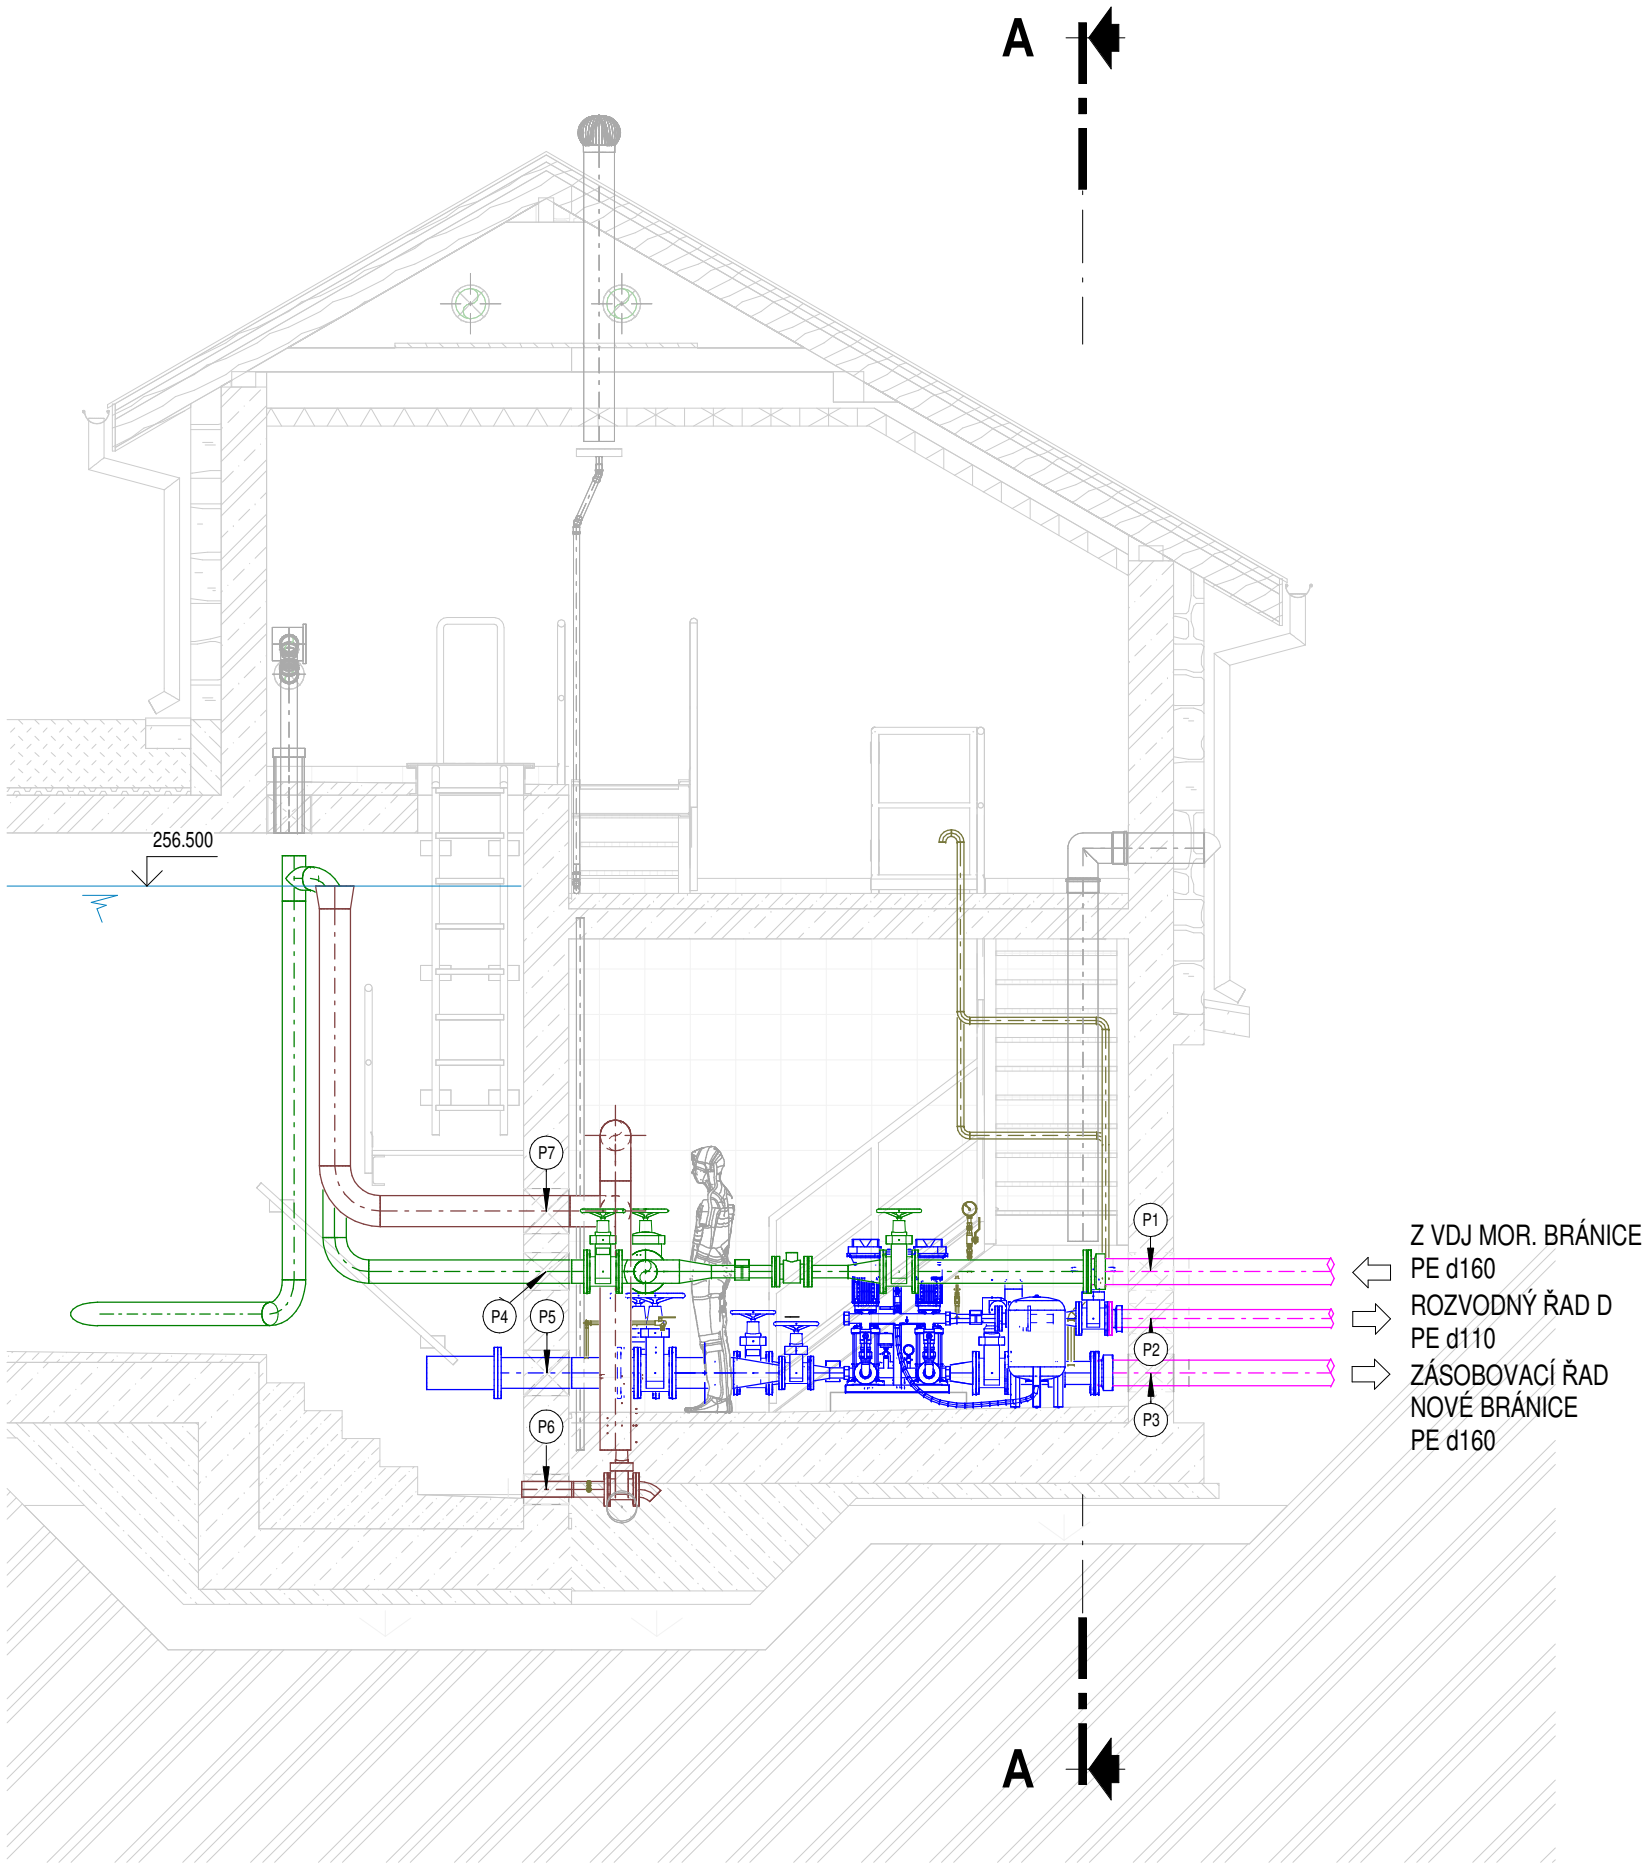 A
256.500
P7
P1
P4
P5
P2
P6
P3
Z VDJ MOR. BRÁNICE
PE d160
ROZVODNÝ ŘAD D
PE d110
ZÁSOBOVACÍ ŘAD
NOVÉ BRÁNICE
PE d160
A